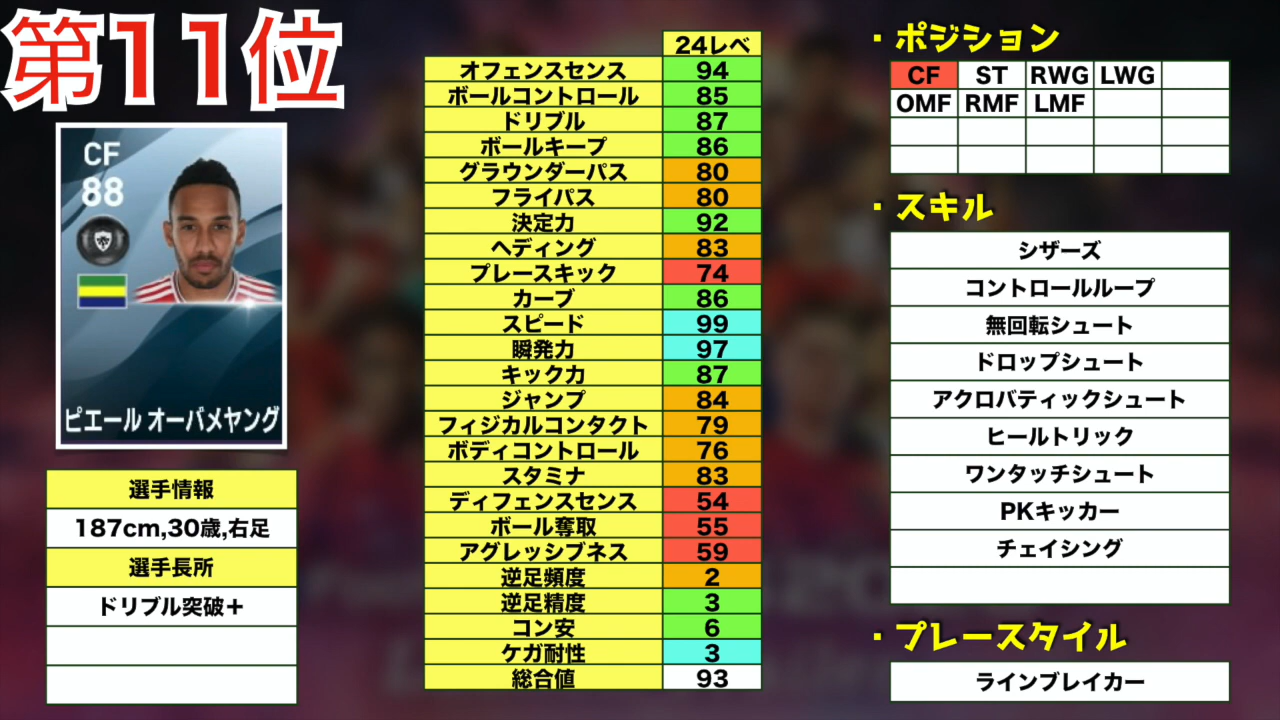 第11位
CF
88
ピエール オーバメヤング
選手情報
187cm,30歳,右足
選手長所
ドリブル突破＋
24レベ
オフェンスセンス 94
ボールコントロール 85
ドリブル 87
ボールキープ 86
グラウンダーパス 80
フライパス 80
決定力 92
ヘディング 83
プレースキック 74
カーブ 86
スピード 99
瞬発力 97
キック力 87
ジャンプ 84
フィジカルコンタクト 79
ボディコントロール 76
スタミナ 83
ディフェンスセンス 54
ボール奪取 55
アグレッシブネス 59
逆足頻度 2
逆足精度 3
コン安 6
ケガ耐性 3
総合値 93
・ポジション
CF ST RWG LWG
OMF RMF LMF
・スキル
シザーズ
コントロールループ
無回転シュート
ドロップシュート
アクロバティックシュート
ヒールトリック
ワンタッチシュート
PKキッカー
チェイシング
・プレースタイル
ラインブレイカー